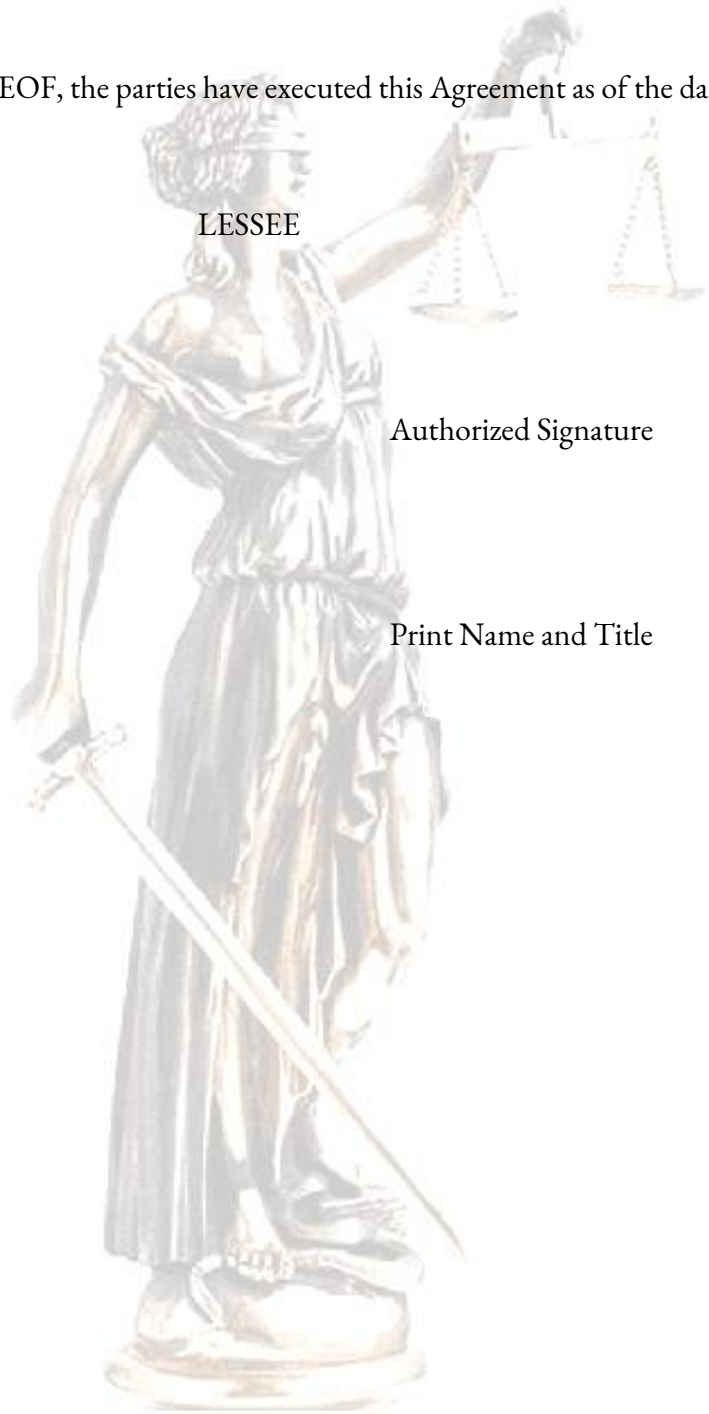 EOF, the parties have executed this Agreement as of the da
LESSEE
Authorized Signature
Print Name and Title